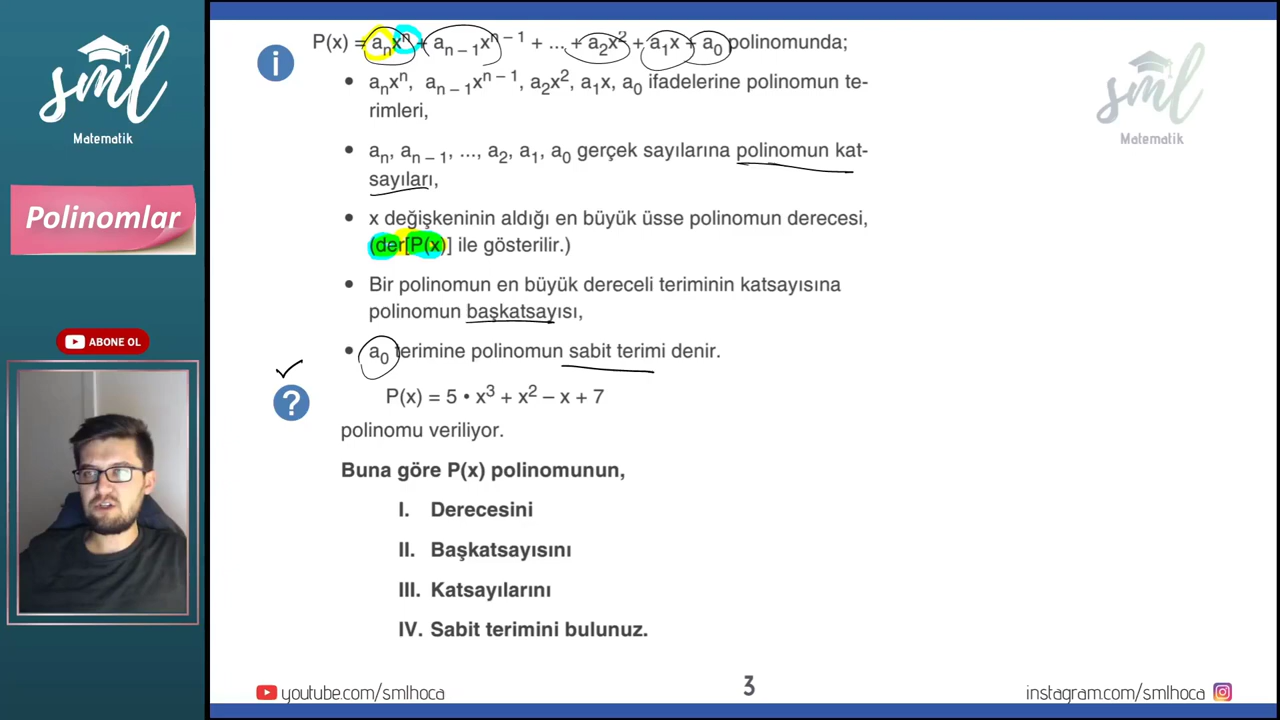 sml
Matematik
Polinomlar
ABONE OL
P(x) = aₙxⁿ + aₙ₋₁xⁿ⁻¹ + ... + a₂x² + a₁x + a₀ polinomunda;
• aₙxⁿ, aₙ₋₁xⁿ⁻¹, a₂x², a₁x, a₀ ifadelerine polinomun te-
rimleri,
• aₙ, aₙ₋₁, ..., a₂, a₁, a₀ gerçek sayılarına polinomun kat-
sayıları,
• x değişkeninin aldığı en büyük üsse polinomun derecesi,
(der[P(x)] ile gösterilir.)
• Bir polinomun en büyük dereceli teriminin katsayısına
polinomun başkatsayısı,
• a₀ terimine polinomun sabit terimi denir.
?
P(x) = 5 • x³ + x² – x + 7
polinomu veriliyor.
Buna göre P(x) polinomunun,
I. Derecesini
II. Başkatsayısını
III. Katsayılarını
IV. Sabit terimini bulunuz.
sml
Matematik
youtube.com/smlhoca
3
instagram.com/smlhoca